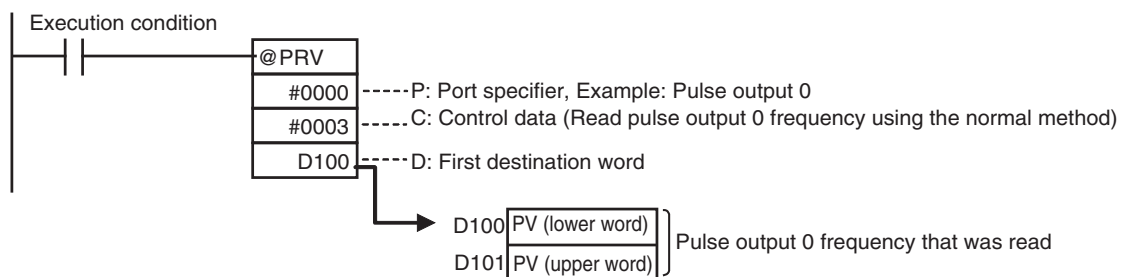 Execution condition
@PRV
#0000 P: Port specifier, Example: Pulse output 0
#0003 C: Control data (Read pulse output 0 frequency using the normal method)
D100 D: First destination word
D100 PV (lower word)
Pulse output 0 frequency that was read
D101 PV (upper word)